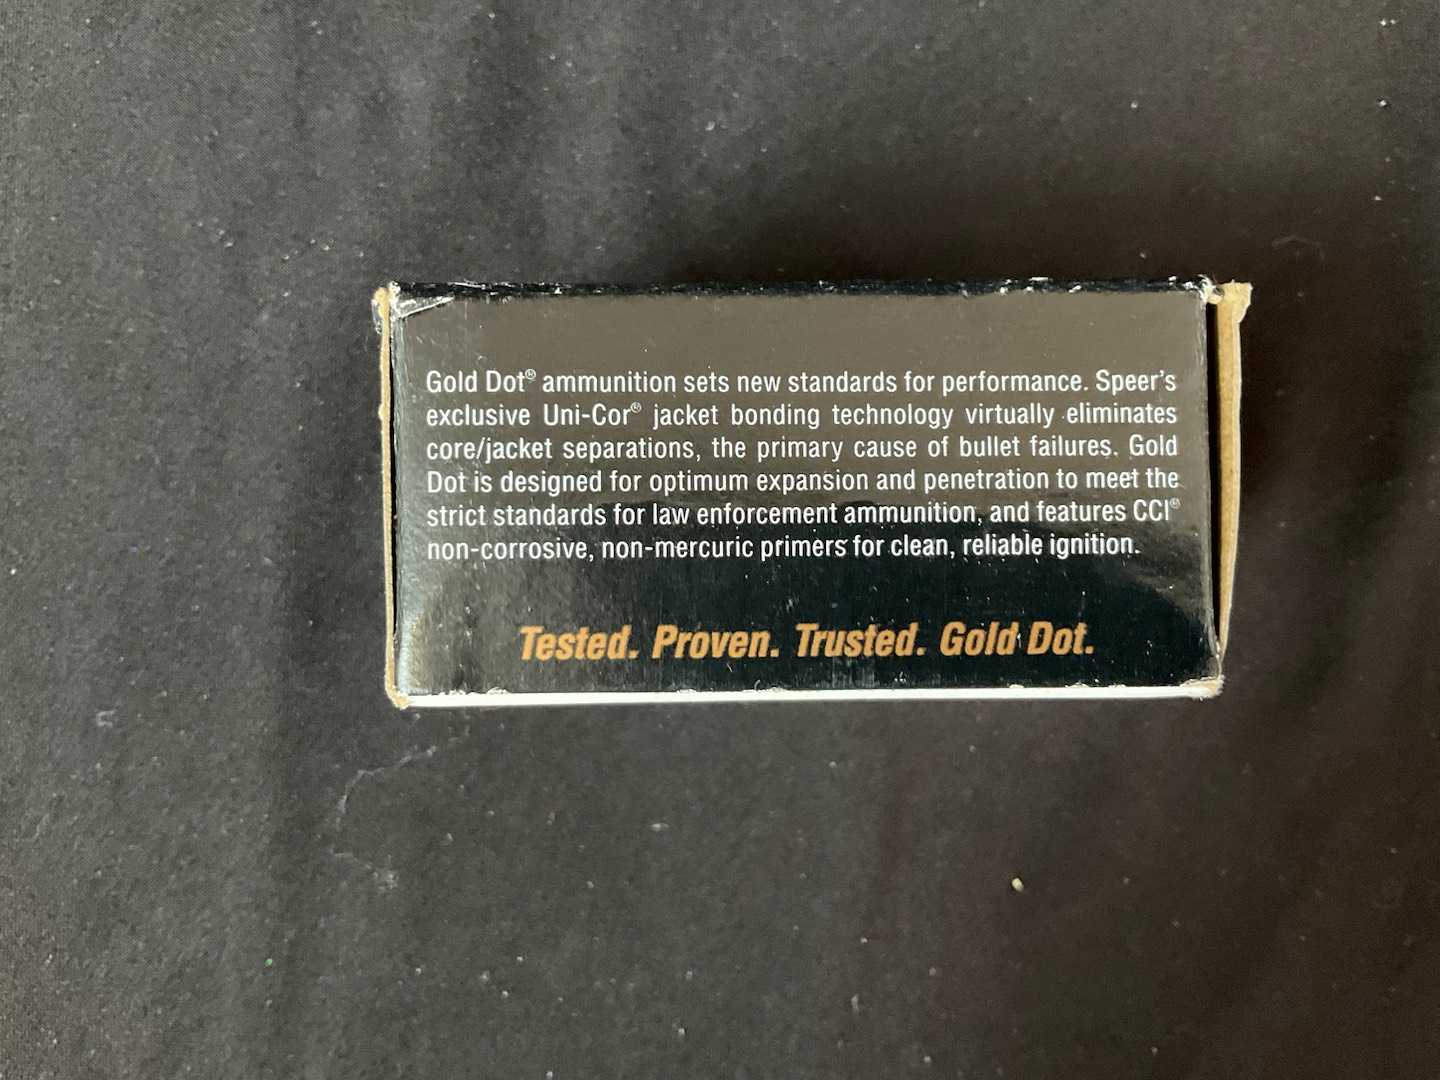 Gold Dot® ammunition sets new standards for performance. Speer's
exclusive Uni-Cor® jacket bonding technology virtually eliminates
core/jacket separations, the primary cause of bullet failures. Gold
Dot is designed for optimum expansion and penetration to meet the
strict standards for law enforcement ammunition, and features CCI®
non-corrosive, non-mercuric primers for clean, reliable ignition.
Tested. Proven. Trusted. Gold Dot.